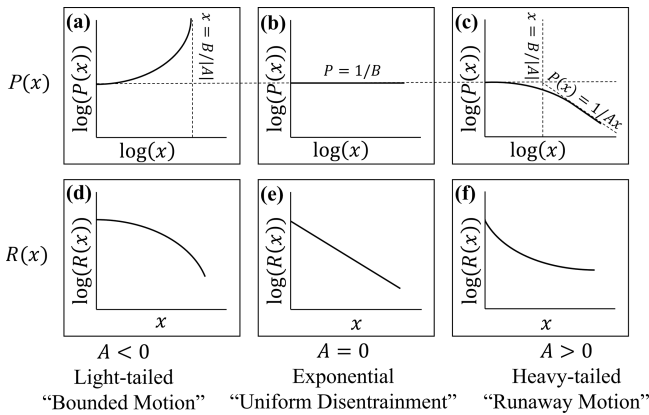 (a)
log(P(x))
x = B/|A|
log(x)
(b)
log(P(x))
P = 1/B
log(x)
(c)
log(P(x))
x = B/|A|
P(x) = 1/Ax
log(x)
P(x)
(d)
log(R(x))
x
(e)
log(R(x))
x
(f)
log(R(x))
x
R(x)
A < 0
A = 0
A > 0
Light-tailed
Exponential
Heavy-tailed
“Bounded Motion”
“Uniform Disentrainment”
“Runaway Motion”